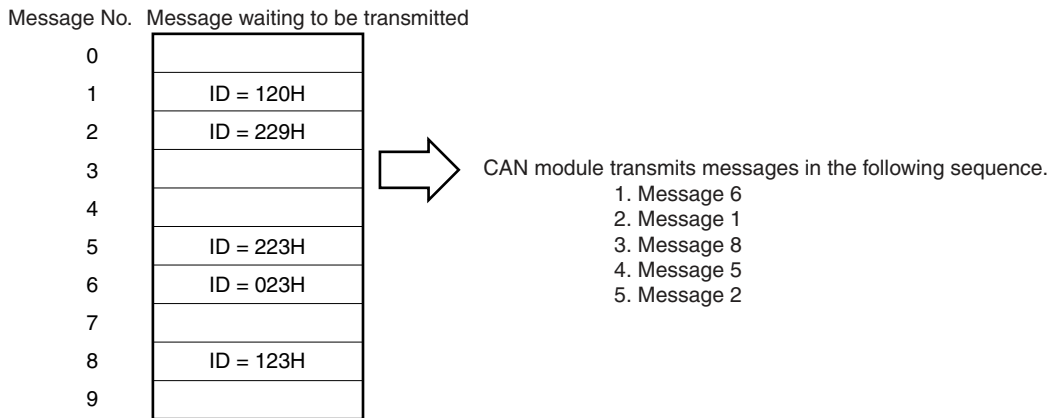 Message No. Message waiting to be transmitted
0
1 ID = 120H
2 ID = 229H
3
4
5 ID = 223H
6 ID = 023H
7
8 ID = 123H
9
CAN module transmits messages in the following sequence.
1. Message 6
2. Message 1
3. Message 8
4. Message 5
5. Message 2